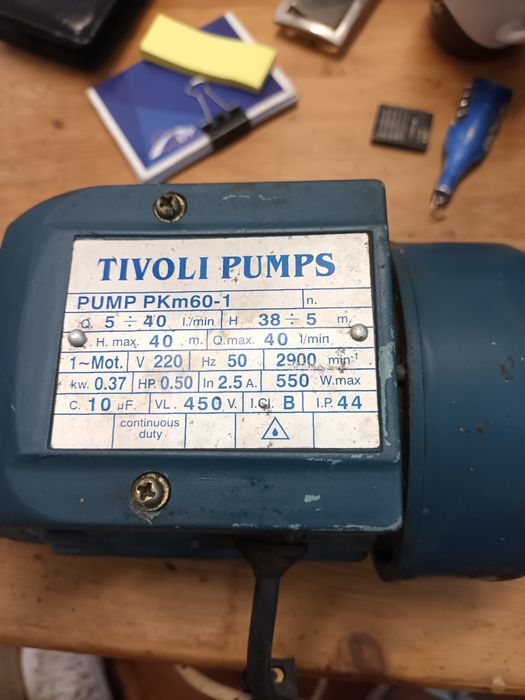 TIVOLI PUMPS
PUMP PKm60-1 n.
Q 5 ÷ 40 l./min H 38 ÷ 5 m.
H. max. 40 m. Q.max. 40 l/min
1~Mot. V 220 Hz 50 2900 min⁻¹
kw. 0.37 HP. 0.50 In 2.5 A. 550 W.max
C. 10 µF. VL. 450 V. I.Cl. B I.P. 44
continuous
duty